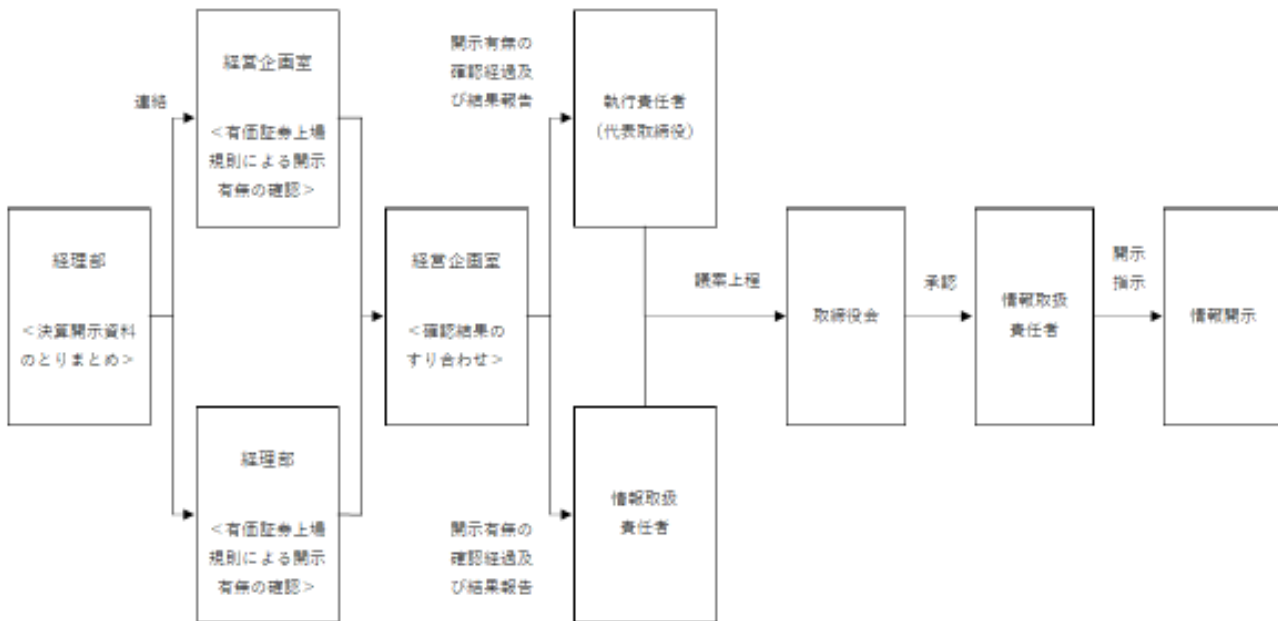 経理部
＜決算開示資料
のとりまとめ＞
連絡
経営企画室
＜有価証券上場
規則による開示
有無の確認＞
経理部
＜有価証券上場
規則による開示
有無の確認＞
経営企画室
＜確認結果の
すり合わせ＞
開示有無の
確認経過及
び結果報告
執行責任者
（代表取締役）
開示有無の
確認経過及
び結果報告
情報取扱
責任者
議案上程
取締役会
承認
情報取扱
責任者
開示
指示
情報開示